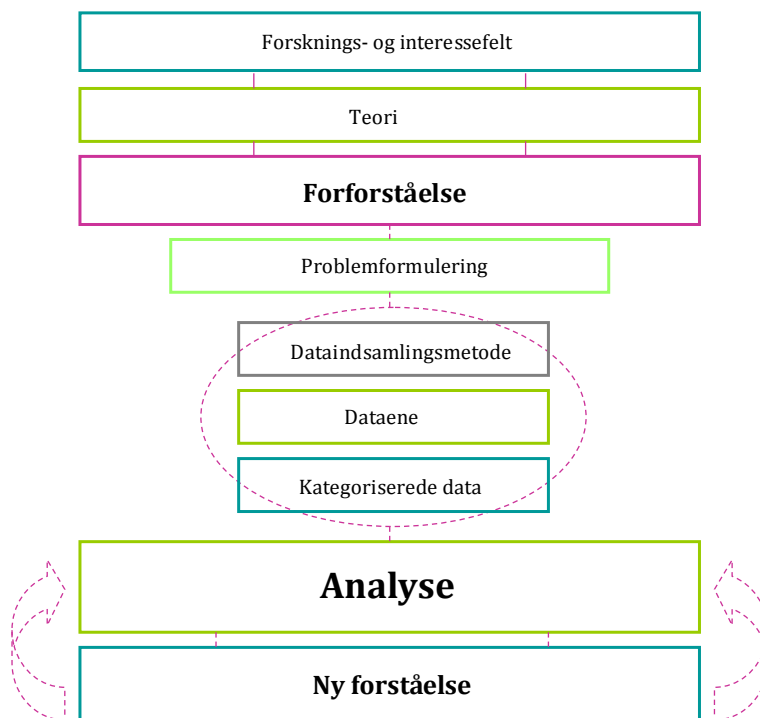 Forsknings- og interessefelt
Teori
Forforståelse
Problemformulering
Dataindsamlingsmetode
Dataene
Kategoriserede data
Analyse
Ny forståelse